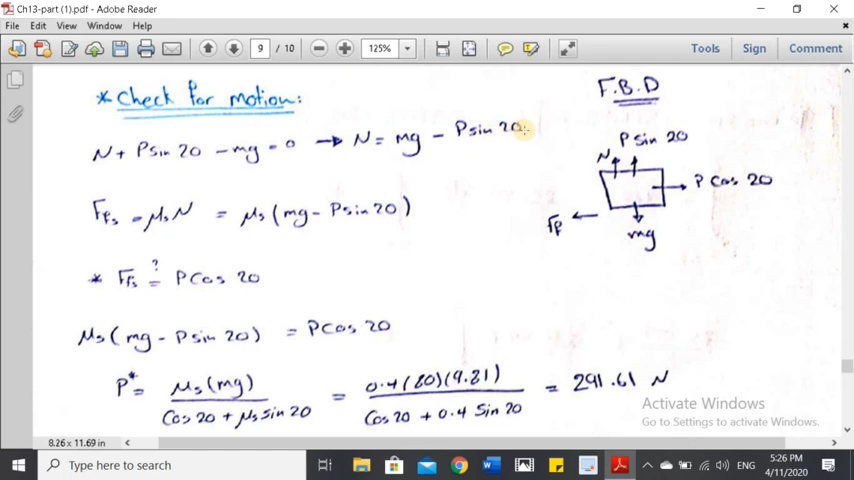 Ch13-part (1).pdf - Adobe Reader
File Edit View Window Help
9 / 10 125% Tools Sign Comment
* Check for motion:
N + P sin 20 - mg = 0 → N = mg - P sin 20
Ffs = μs N = μs (mg - P sin 20)
* Ffs ?= P Cos 20
μs (mg - P sin 20) = P Cos 20
P* = μs (mg) / Cos 20 + μs sin 20 = 0.4 (80) (9.81) / Cos 20 + 0.4 Sin 20 = 291.61 N
F.B.D
P sin 20
N
P Cos 20
Ff
mg
Activate Windows
Go to Settings to activate Windows.
8.26 x 11.69 in
Type here to search
ENG
5:26 PM
4/11/2020